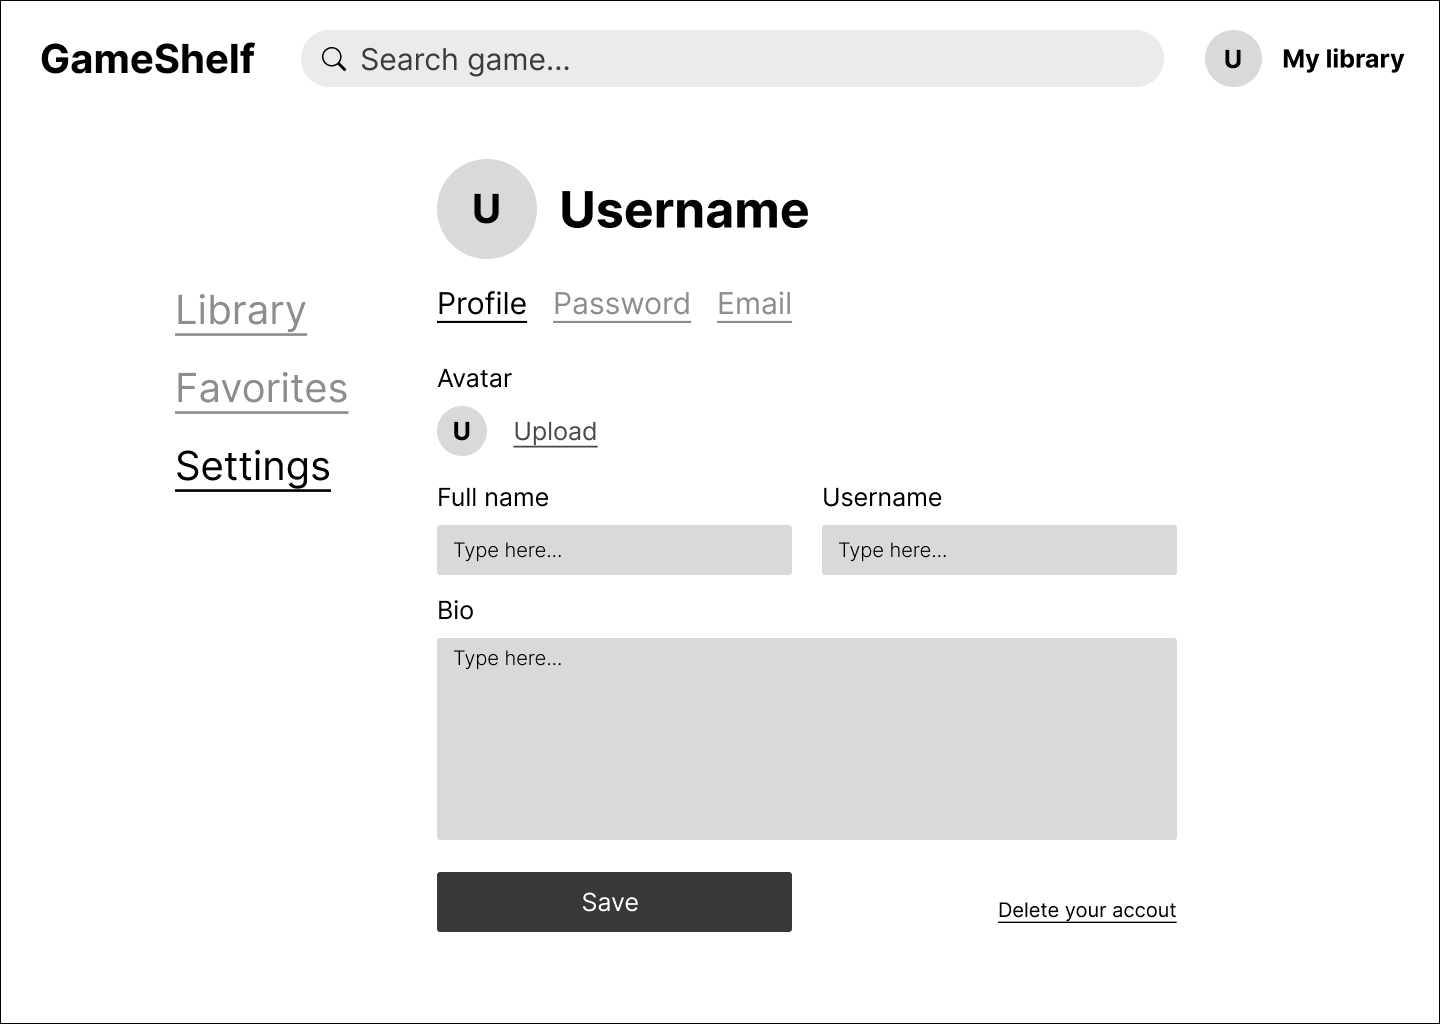 GameShelf
Search game...
U
My library
U
Username
Library
Favorites
Settings
Profile
Password
Email
Avatar
U
Upload
Full name
Username
Type here...
Type here...
Bio
Type here...
Save
Delete your accout